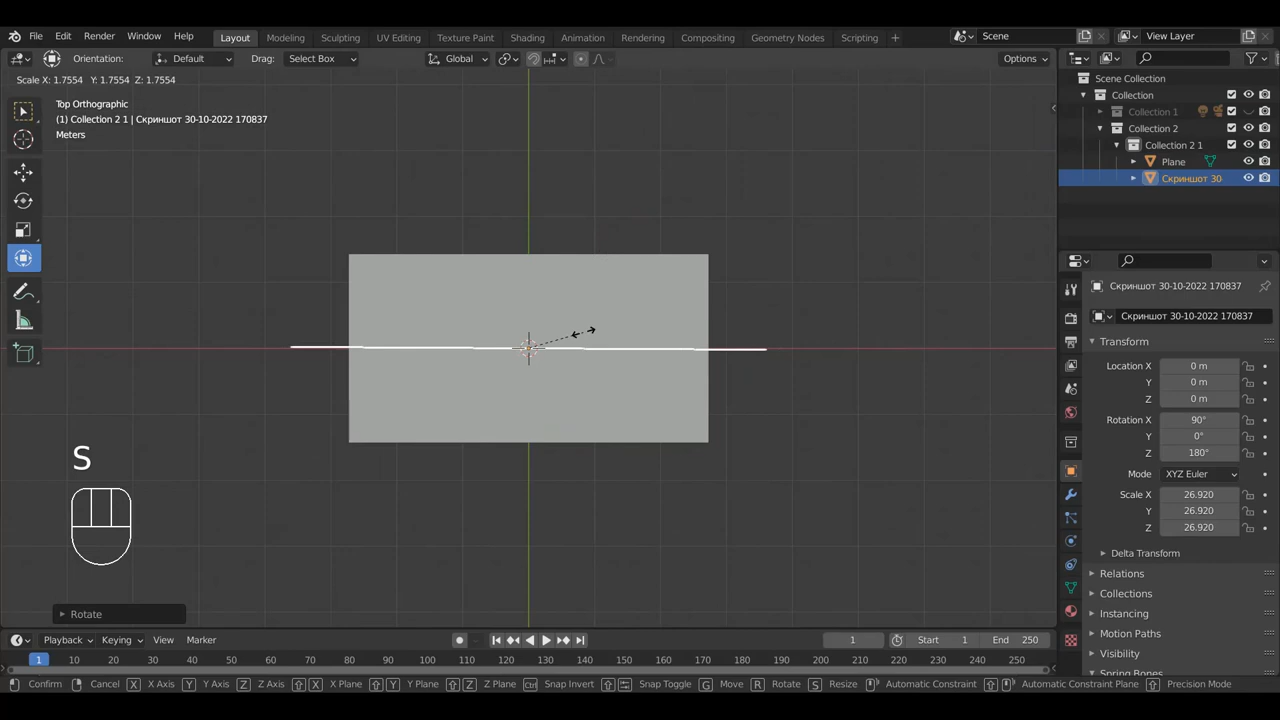 File Edit Render Window Help Layout Modeling Sculpting UV Editing Texture Paint Shading Animation Rendering Compositing Geometry Nodes Scripting + Scene View Layer
Orientation: Default Drag: Select Box Global Options
Scale X: 1.7554 Y: 1.7554 Z: 1.7554
Top Orthographic
(1) Collection 2 1 | Скриншот 30-10-2022 170837
Meters
Scene Collection
Collection
Collection 1
Collection 2
Collection 2 1
Plane
Скриншот 30-
Скриншот 30-10-2022 170837
Скриншот 30-10-2022 170837
Transform
Location X 0 m
Y 0 m
Z 0 m
Rotation X 90°
Y 0°
Z 180°
Mode XYZ Euler
Scale X 26.920
Y 26.920
Z 26.920
Delta Transform
Relations
Collections
Instancing
Motion Paths
Visibility
Spring Bones
S
Rotate
Playback Keying View Marker 1 Start 1 End 250
1 10 20 30 40 50 60 70 80 90 100 110 120 130 140 150 160 170 180 190 200 210 220 230 240 250
Confirm Cancel X X Axis Y Y Axis Z Z Axis X X Plane Y Y Plane Z Z Plane Ctrl Snap Invert Snap Toggle G Move R Rotate S Resize Automatic Constraint Automatic Constraint Plane Precision Mode